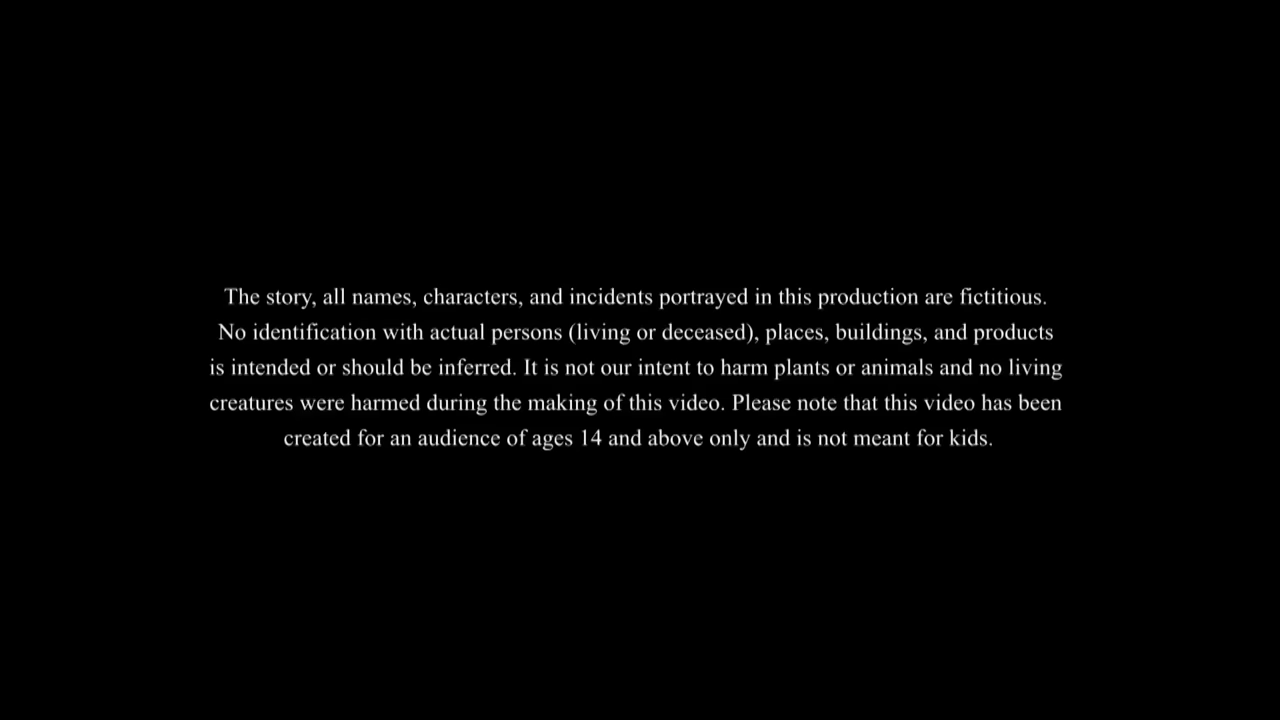 The story, all names, characters, and incidents portrayed in this production are fictitious.
No identification with actual persons (living or deceased), places, buildings, and products
is intended or should be inferred. It is not our intent to harm plants or animals and no living
creatures were harmed during the making of this video. Please note that this video has been
created for an audience of ages 14 and above only and is not meant for kids.